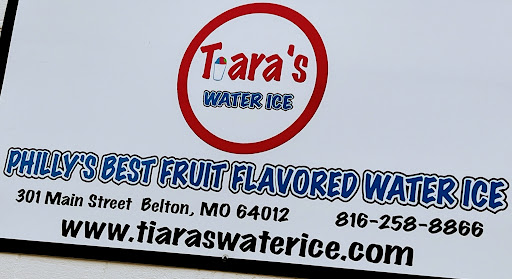 Tiara's
WATER ICE
PHILLY'S BEST FRUIT FLAVORED WATER ICE
301 Main Street Belton, MO 64012 816-258-8866
www.tiaraswaterice.com